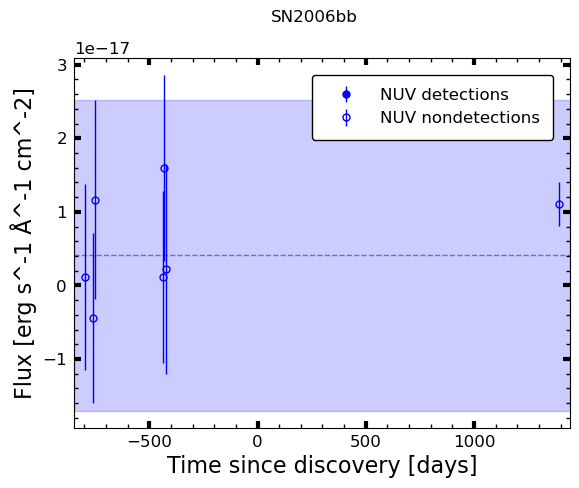 SN2006bb
1e−17
3
2
1
0
−1
Flux [erg s^-1 Å^-1 cm^-2]
NUV detections
NUV nondetections
−500 0 500 1000
Time since discovery [days]